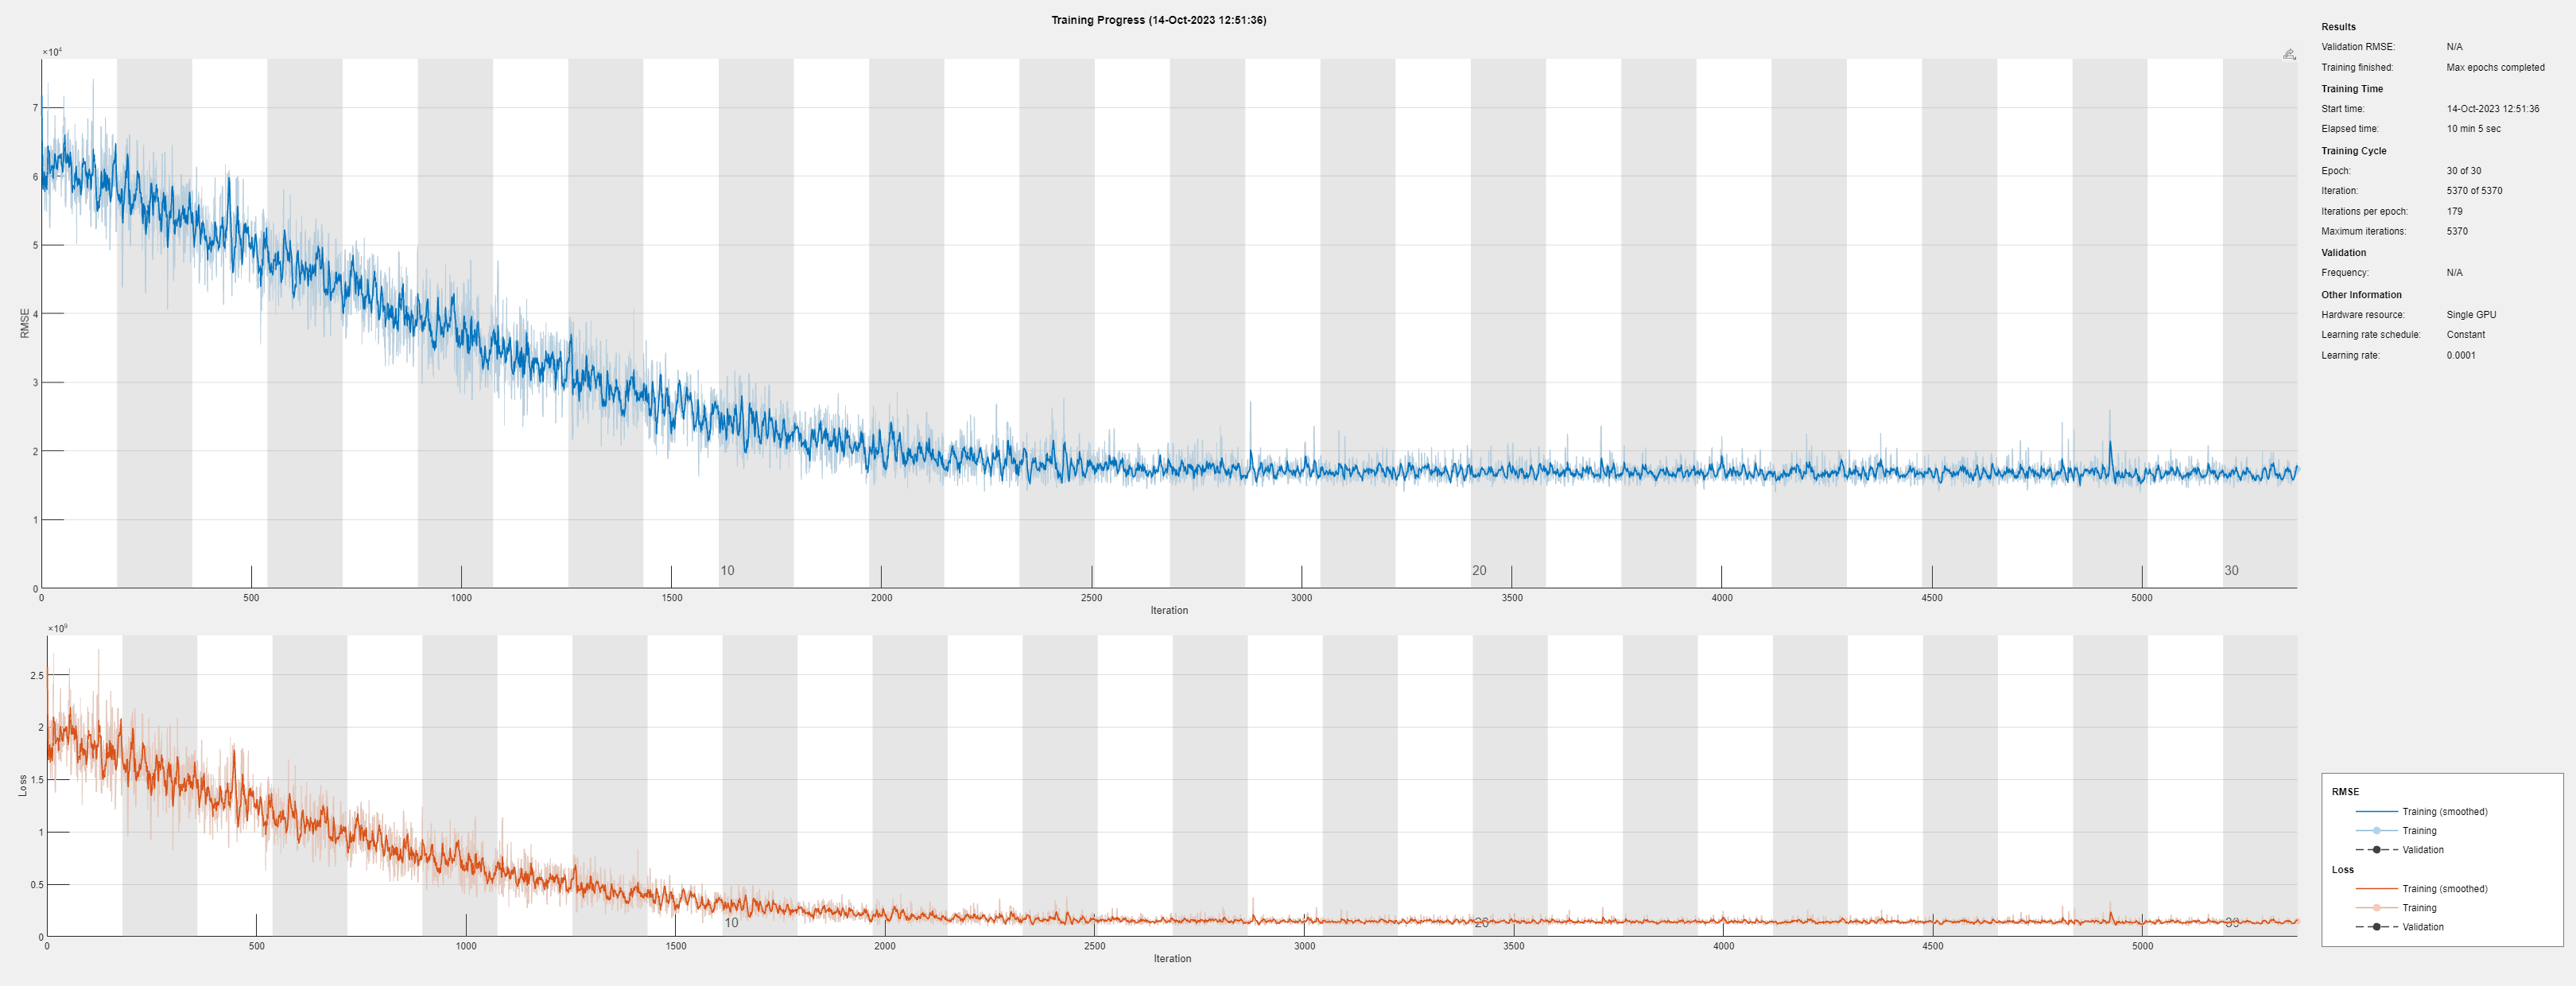 Training Progress (14-Oct-2023 12:51:36)
×10⁴
7
6
5
4
3
2
1
0
RMSE
10
20
30
0 500 1000 1500 2000 2500 3000 3500 4000 4500 5000
Iteration
×10⁹
2.5
2
1.5
1
0.5
0
Loss
10
20
30
0 500 1000 1500 2000 2500 3000 3500 4000 4500 5000
Iteration
Results
Validation RMSE: N/A
Training finished: Max epochs completed
Training Time
Start time: 14-Oct-2023 12:51:36
Elapsed time: 10 min 5 sec
Training Cycle
Epoch: 30 of 30
Iteration: 5370 of 5370
Iterations per epoch: 179
Maximum iterations: 5370
Validation
Frequency: N/A
Other Information
Hardware resource: Single GPU
Learning rate schedule: Constant
Learning rate: 0.0001
RMSE
Training (smoothed)
Training
Validation
Loss
Training (smoothed)
Training
Validation